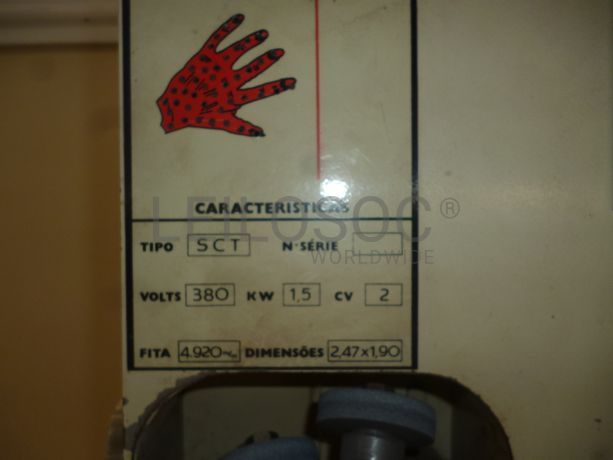 CARACTERISTICAS
LEILOSOC®
WORLDWIDE
TIPO SCT Nº SÉRIE
VOLTS 380 KW 1,5 CV 2
FITA 4.920 DIMENSÕES 2,47x1,90